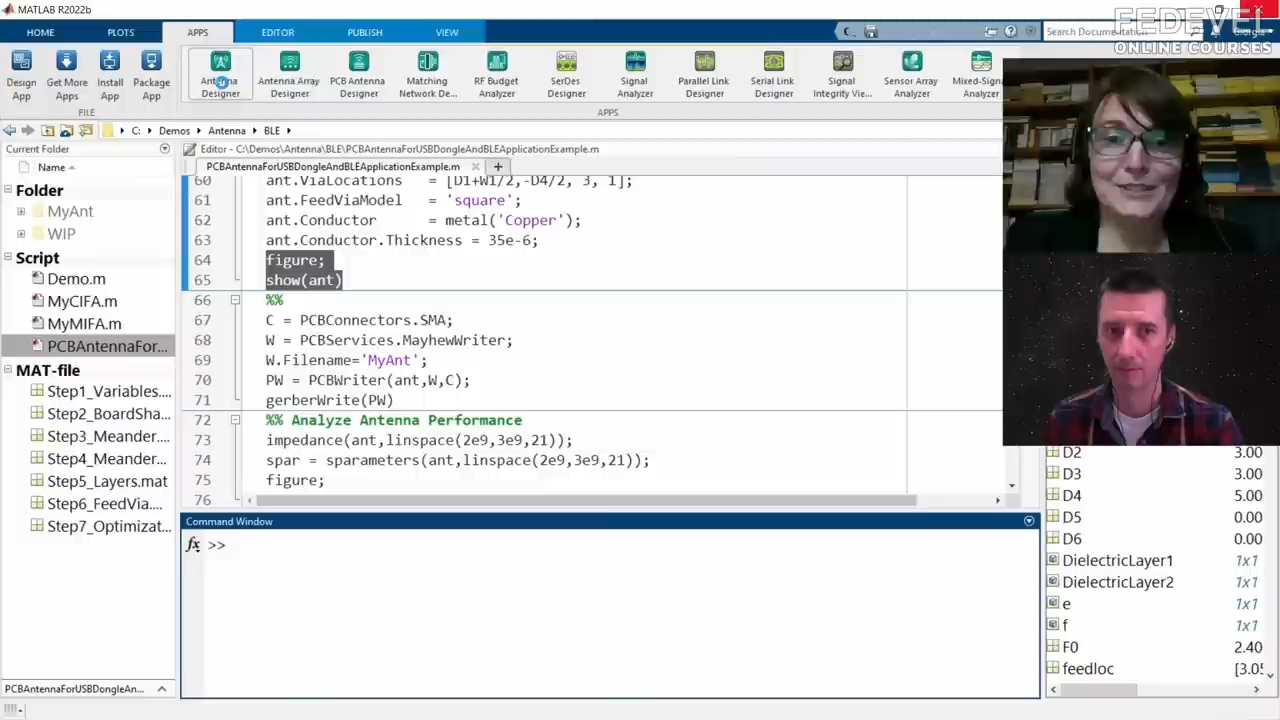 MATLAB R2022b
FEDEVEL
ONLINE COURSES
HOME
PLOTS
APPS
EDITOR
PUBLISH
VIEW
Search Documentation
Design App
Get More Apps
Install App
Package App
Antenna Designer
Antenna Array Designer
PCB Antenna Designer
Matching Network De...
RF Budget Analyzer
SerDes Designer
Signal Analyzer
Parallel Link Designer
Serial Link Designer
Signal Integrity Vie...
Sensor Array Analyzer
Mixed-Signal Analyzer
FILE
APPS
C: ▸ Demos ▸ Antenna ▸ BLE ▸
Current Folder
Name
Folder
MyAnt
WIP
Script
Demo.m
MyCIFA.m
MyMIFA.m
PCBAntennaFor...
MAT-file
Step1_Variables....
Step2_BoardSha...
Step3_Meander....
Step4_Meander...
Step5_Layers.mat
Step6_FeedVia....
Step7_Optimizat...
PCBAntennaForUSBDongleAn...
Editor - C:\Demos\Antenna\BLE\PCBAntennaForUSBDongleAndBLEApplicationExample.m
PCBAntennaForUSBDongleAndBLEApplicationExample.m
60 ant.ViaLocations = [D1+W1/2,-D4/2, 3, 1];
61 ant.FeedViaModel = 'square';
62 ant.Conductor = metal('Copper');
63 ant.Conductor.Thickness = 35e-6;
64 figure;
65 show(ant)
66 %%
67 C = PCBConnectors.SMA;
68 W = PCBServices.MayhewWriter;
69 W.Filename='MyAnt';
70 PW = PCBWriter(ant,W,C);
71 gerberWrite(PW)
72 %% Analyze Antenna Performance
73 impedance(ant,linspace(2e9,3e9,21));
74 spar = sparameters(ant,linspace(2e9,3e9,21));
75 figure;
76
Command Window
fx >>
D2 3.00
D3 3.00
D4 5.00
D5 0.00
D6 0.00
DielectricLayer1 1x1
DielectricLayer2 1x1
e 1x1
f 1x1
F0 2.40
feedloc [3.05